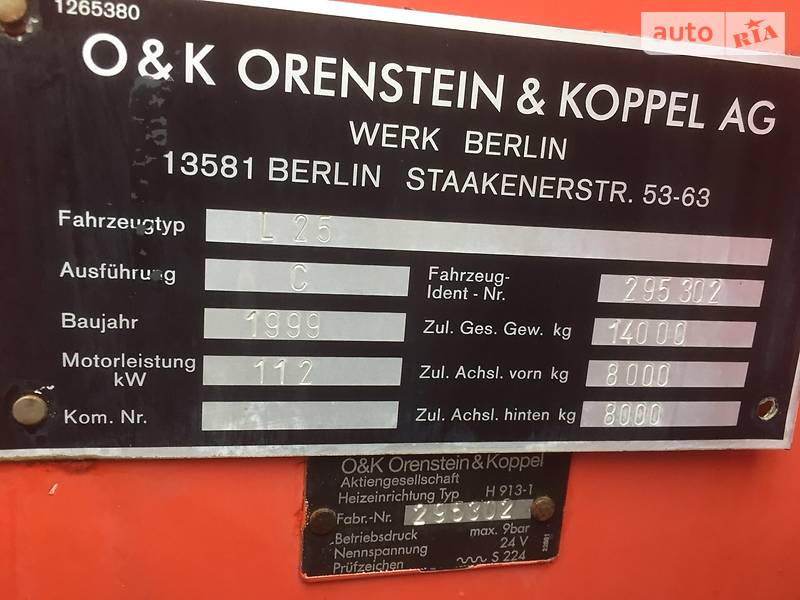 1265380
auto RIA
O&K ORENSTEIN & KOPPEL AG
WERK BERLIN
13581 BERLIN STAAKENERSTR. 53-63
Fahrzeugtyp L 25
Ausführung C Fahrzeug-
Ident - Nr. 295302
Baujahr 1999 Zul. Ges. Gew. kg 14000
Motorleistung
kW 112 Zul. Achsl. vorn kg 8000
Kom. Nr. Zul. Achsl. hinten kg 8000
O&K Orenstein & Koppel
Aktiengesellschaft
Heizeinrichtung Typ H 913-1
Fabr.-Nr. 295302
Betriebsdruck max. 9bar
Nennspannung 24 V
Prüfzeichen S 224